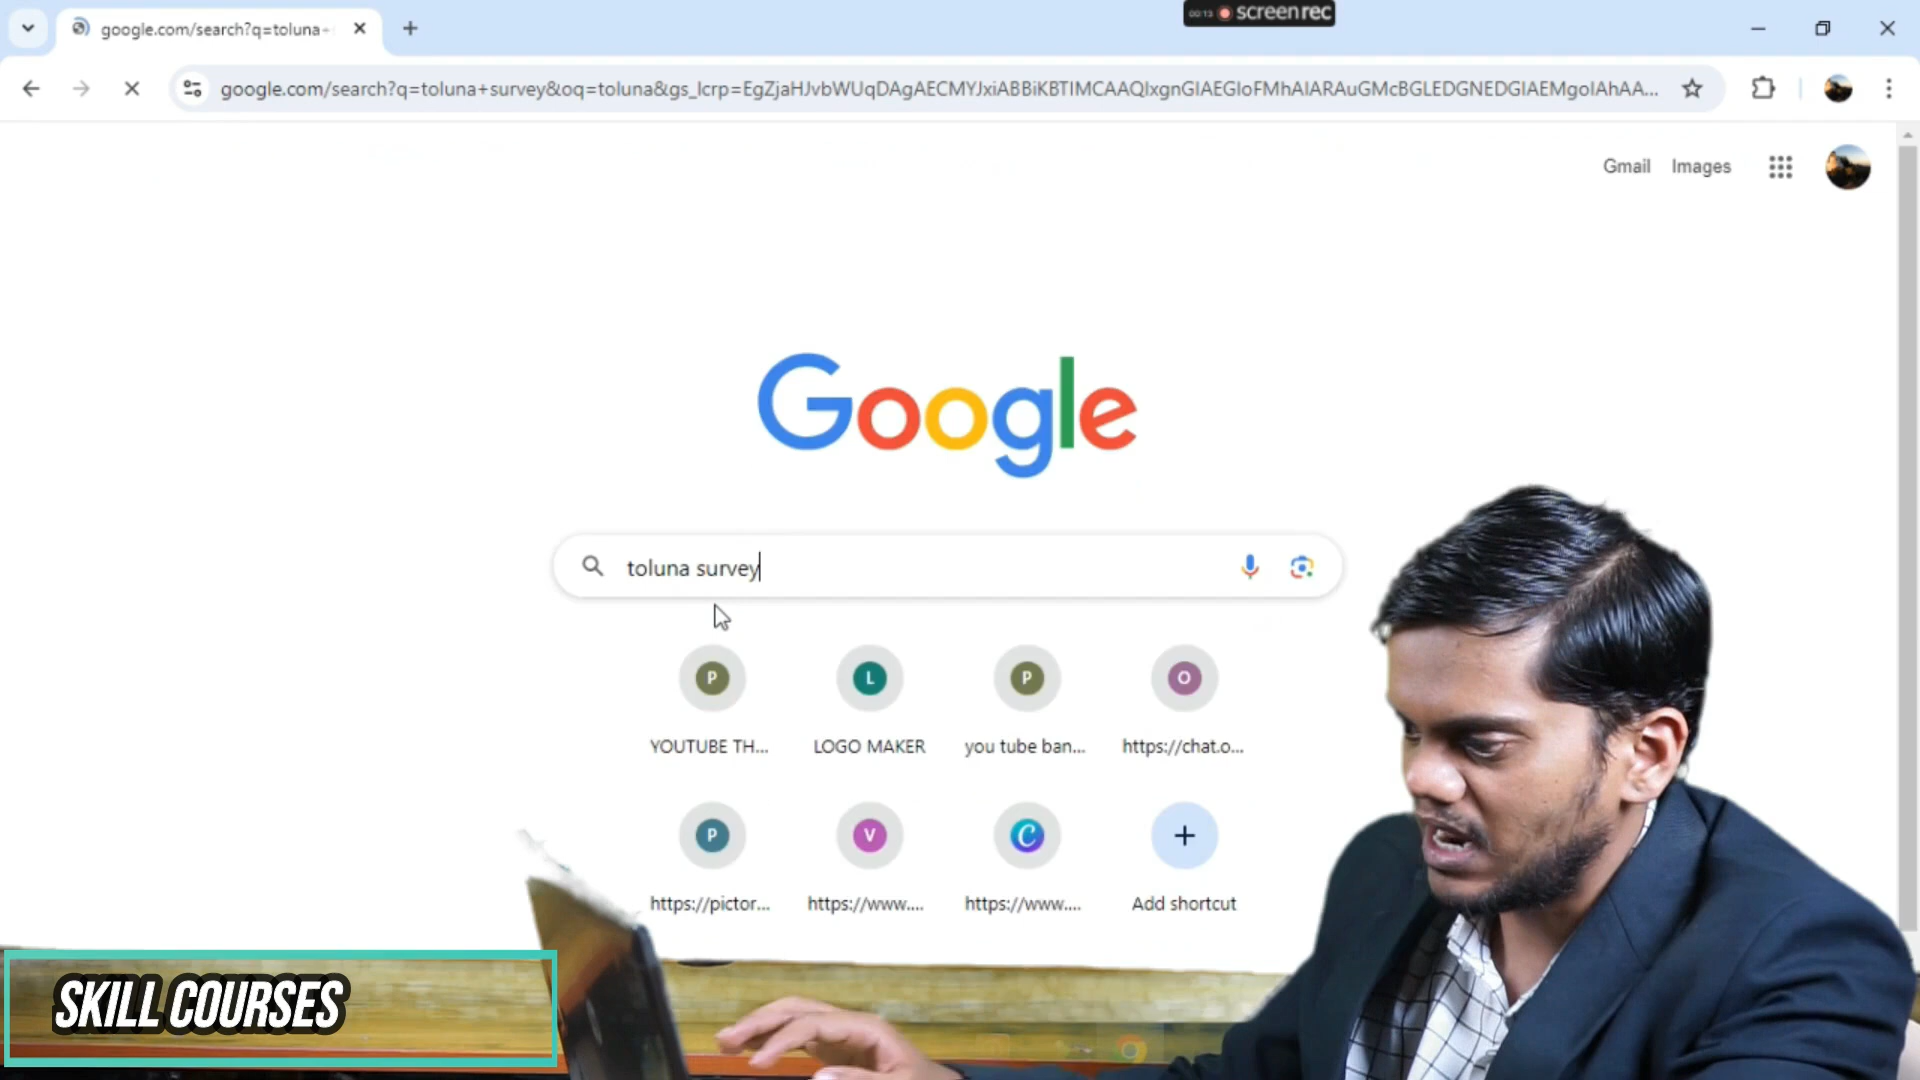 00:13 screenrec
google.com/search?q=toluna+
google.com/search?q=toluna+survey&oq=toluna&gs_lcrp=EgZjaHJvbWUqDAgAECMYJxiABBiKBTIMCAAQIxgnGIAEGIoFMhAIARAuGMcBGLEDGNEDGIAEMgoIAhAA...
Gmail Images
Google
toluna survey
P L P O
YOUTUBE TH... LOGO MAKER you tube ban... https://chat.o...
P V C
https://pictor... https://www.... https://www.... Add shortcut
SKILL COURSES